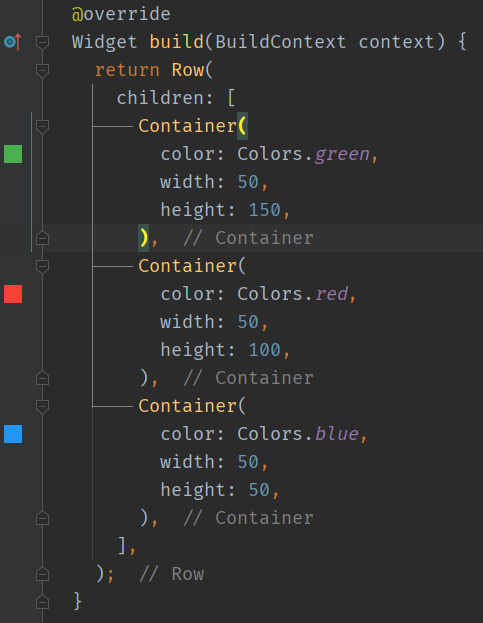 @override
Widget build(BuildContext context) {
return Row(
children: [
Container(
color: Colors.green,
width: 50,
height: 150,
), // Container
Container(
color: Colors.red,
width: 50,
height: 100,
), // Container
Container(
color: Colors.blue,
width: 50,
height: 50,
), // Container
],
); // Row
}